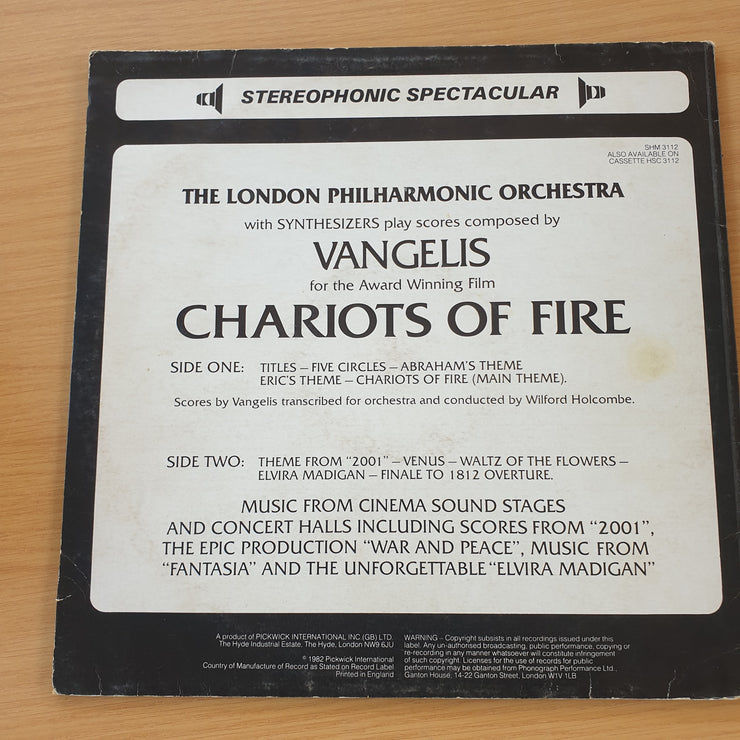 STEREOPHONIC SPECTACULAR
SHM 3112
ALSO AVAILABLE ON
CASSETTE HSC 3112
THE LONDON PHILHARMONIC ORCHESTRA
with SYNTHESIZERS play scores composed by
VANGELIS
for the Award Winning Film
CHARIOTS OF FIRE
SIDE ONE: TITLES – FIVE CIRCLES – ABRAHAM'S THEME
ERIC'S THEME – CHARIOTS OF FIRE (MAIN THEME).
Scores by Vangelis transcribed for orchestra and conducted by Wilford Holcombe.
SIDE TWO: THEME FROM "2001" – VENUS – WALTZ OF THE FLOWERS –
ELVIRA MADIGAN – FINALE TO 1812 OVERTURE.
MUSIC FROM CINEMA SOUND STAGES
AND CONCERT HALLS INCLUDING SCORES FROM "2001",
THE EPIC PRODUCTION "WAR AND PEACE", MUSIC FROM
"FANTASIA" AND THE UNFORGETTABLE "ELVIRA MADIGAN"
A product of PICKWICK INTERNATIONAL INC. (GB) LTD.
The Hyde Industrial Estate, The Hyde, London NW9 6JU
© 1982 Pickwick International
Country of Manufacture of Record as Stated on Record Label
Printed in England
WARNING – Copyright subsists in all recordings issued under this
label. Any un-authorised broadcasting, public performance, copying or
re-recording in any manner whatsoever will constitute infringement
of such copyright. Licenses for the use of records for public
performance may be obtained from Phonograph Performance Ltd.,
Ganton House, 14-22 Ganton Street, London W1V 1LB